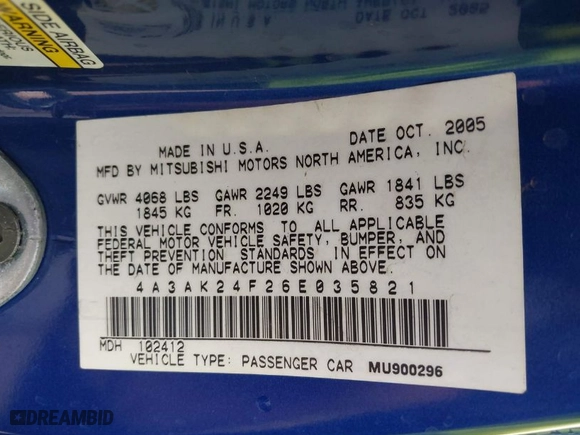 SIDE AIRBAG
WARNING
MADE IN U.S.A. DATE OCT. 2005
MFD BY MITSUBISHI MOTORS NORTH AMERICA, INC.
GVWR 4068 LBS GAWR 2249 LBS GAWR 1841 LBS
1845 KG FR. 1020 KG RR. 835 KG
THIS VEHICLE CONFORMS TO ALL APPLICABLE
FEDERAL MOTOR VEHICLE SAFETY, BUMPER, AND
THEFT PREVENTION STANDARDS IN EFFECT ON
THE DATE OF MANUFACTURE SHOWN ABOVE.
4A3AK24F26E035821
MDH 102412
VEHICLE TYPE: PASSENGER CAR MU900296
DREAMBID